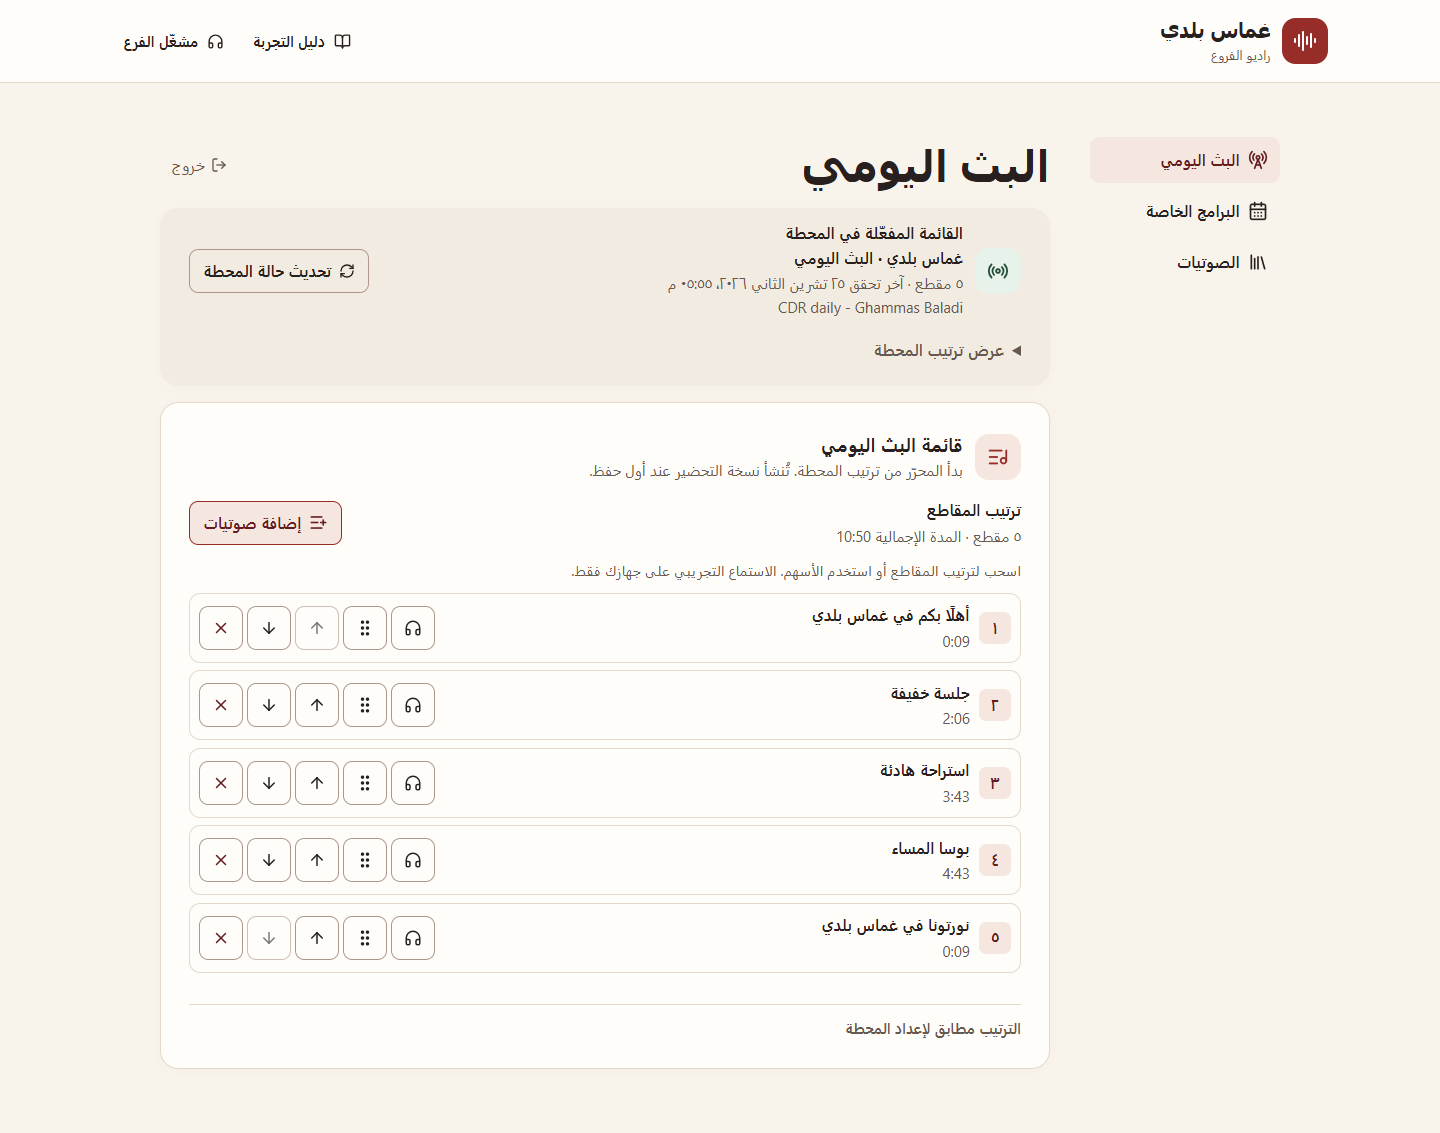 غماس بلدي
راديو الفروع
دليل التجربة
مشغّل الفرع
البث اليومي
البرامج الخاصة
الصوتيات
البث اليومي
خروج
القائمة المفعّلة في المحطة
غماس بلدي · البث اليومي
٥ مقطع · آخر تحقق ٢٥ تشرين الثاني ٢٠٢٦، ٠٥:٥٥ م
CDR daily - Ghammas Baladi
تحديث حالة المحطة
عرض ترتيب المحطة
قائمة البث اليومي
بدأ المحرّر من ترتيب المحطة. تُنشأ نسخة التحضير عند أول حفظ.
ترتيب المقاطع
٥ مقطع · المدة الإجمالية 10:50
إضافة صوتيات
اسحب لترتيب المقاطع أو استخدم الأسهم. الاستماع التجريبي على جهازك فقط.
١
أهلًا بكم في غماس بلدي
0:09
٢
جلسة خفيفة
2:06
٣
استراحة هادئة
3:43
٤
بوسا المساء
4:43
٥
نورتونا في غماس بلدي
0:09
الترتيب مطابق لإعداد المحطة